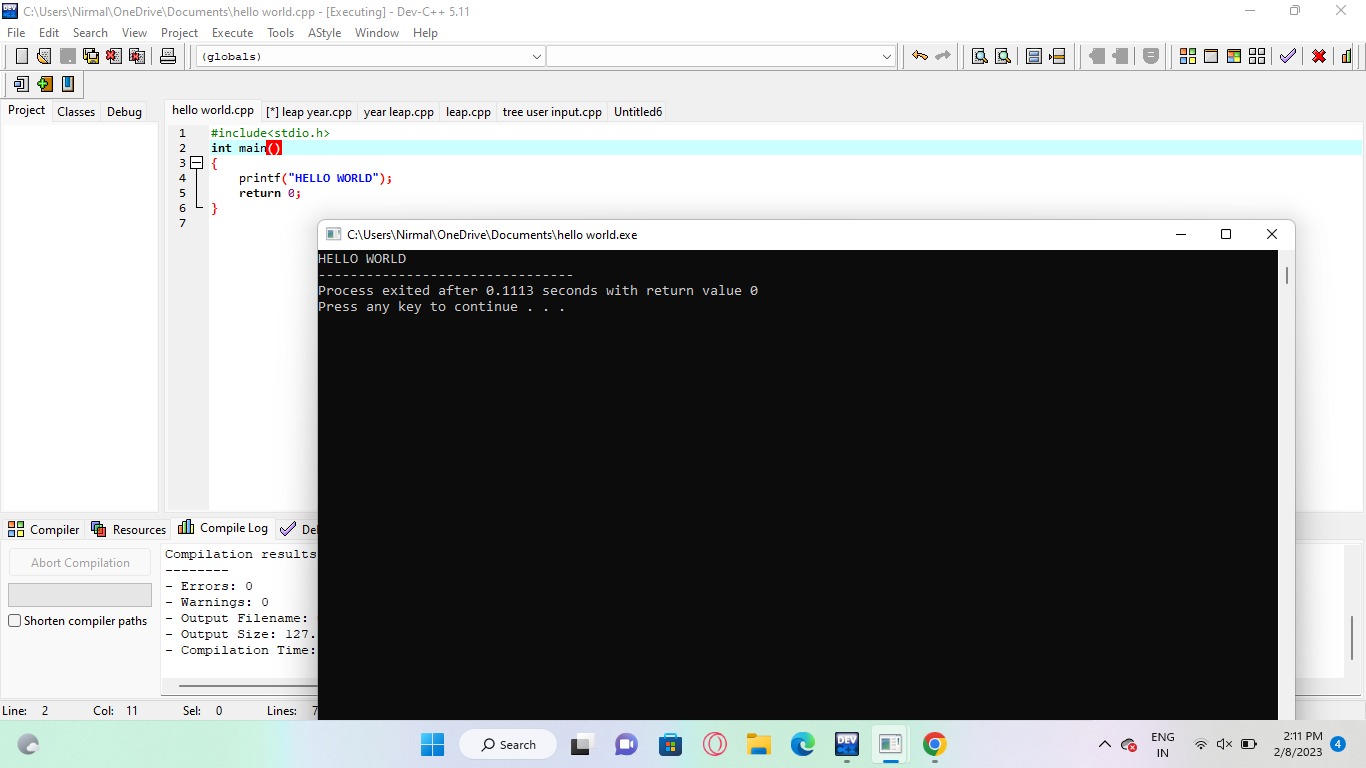 C:\Users\Nirmal\OneDrive\Documents\hello world.cpp - [Executing] - Dev-C++ 5.11
File Edit Search View Project Execute Tools AStyle Window Help
(globals)
Project Classes Debug
hello world.cpp [*] leap year.cpp year leap.cpp leap.cpp tree user input.cpp Untitled6
1 #include<stdio.h>
2 int main()
3 {
4 printf("HELLO WORLD");
5 return 0;
6 }
7
C:\Users\Nirmal\OneDrive\Documents\hello world.exe
HELLO WORLD
--------------------------------
Process exited after 0.1113 seconds with return value 0
Press any key to continue . . .
Compiler Resources Compile Log
Abort Compilation
Shorten compiler paths
Compilation results
--------
- Errors: 0
- Warnings: 0
- Output Filename:
- Output Size: 127.
- Compilation Time:
Line: 2 Col: 11 Sel: 0 Lines: 7
Search
DEV
ENG
IN
2:11 PM
2/8/2023
4